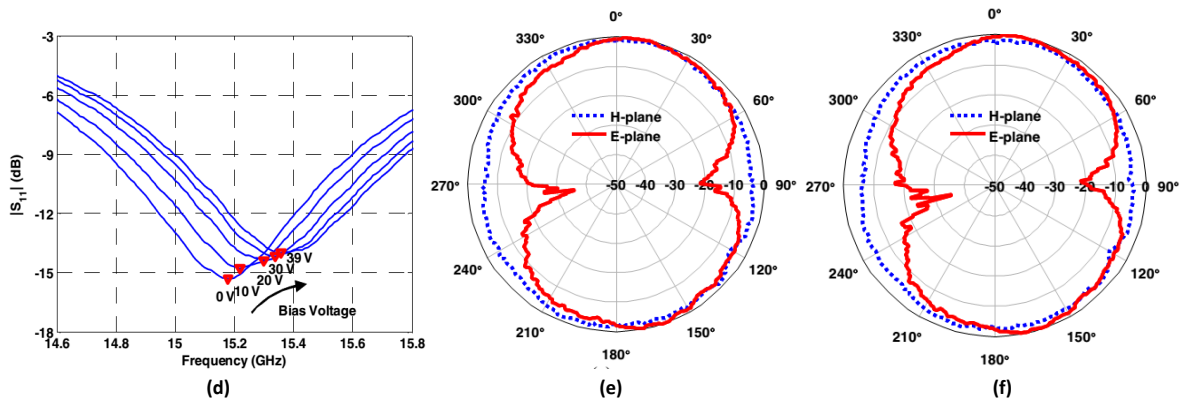 -3
-6
-9
-12
-15
-18
|S11| (dB)
14.6 14.8 15 15.2 15.4 15.6 15.8
Frequency (GHz)
0 V
10 V
20 V
30 V
39 V
Bias Voltage
(d)
0°
30°
60°
90°
120°
150°
180°
210°
240°
270°
300°
330°
H-plane
E-plane
-50 -40 -30 -20 -10 0
(e)
0°
30°
60°
90°
120°
150°
180°
210°
240°
270°
300°
330°
H-plane
E-plane
-50 -40 -30 -20 -10 0
(f)